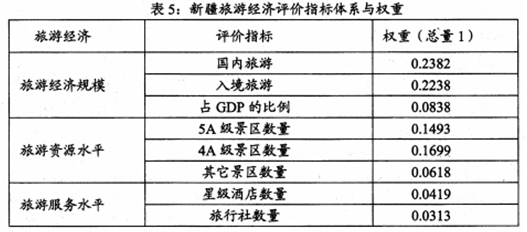 表 5：新疆旅游经济评价指标体系与权重
旅游经济 评价指标 权重（总量 1）
旅游经济规模 国内旅游 0.2382
入境旅游 0.2238
占 GDP 的比例 0.0838
旅游资源水平 5A 级景区数量 0.1493
4A 级景区数量 0.1699
其它景区数量 0.0618
旅游服务水平 星级酒店数量 0.0419
旅行社数量 0.0313